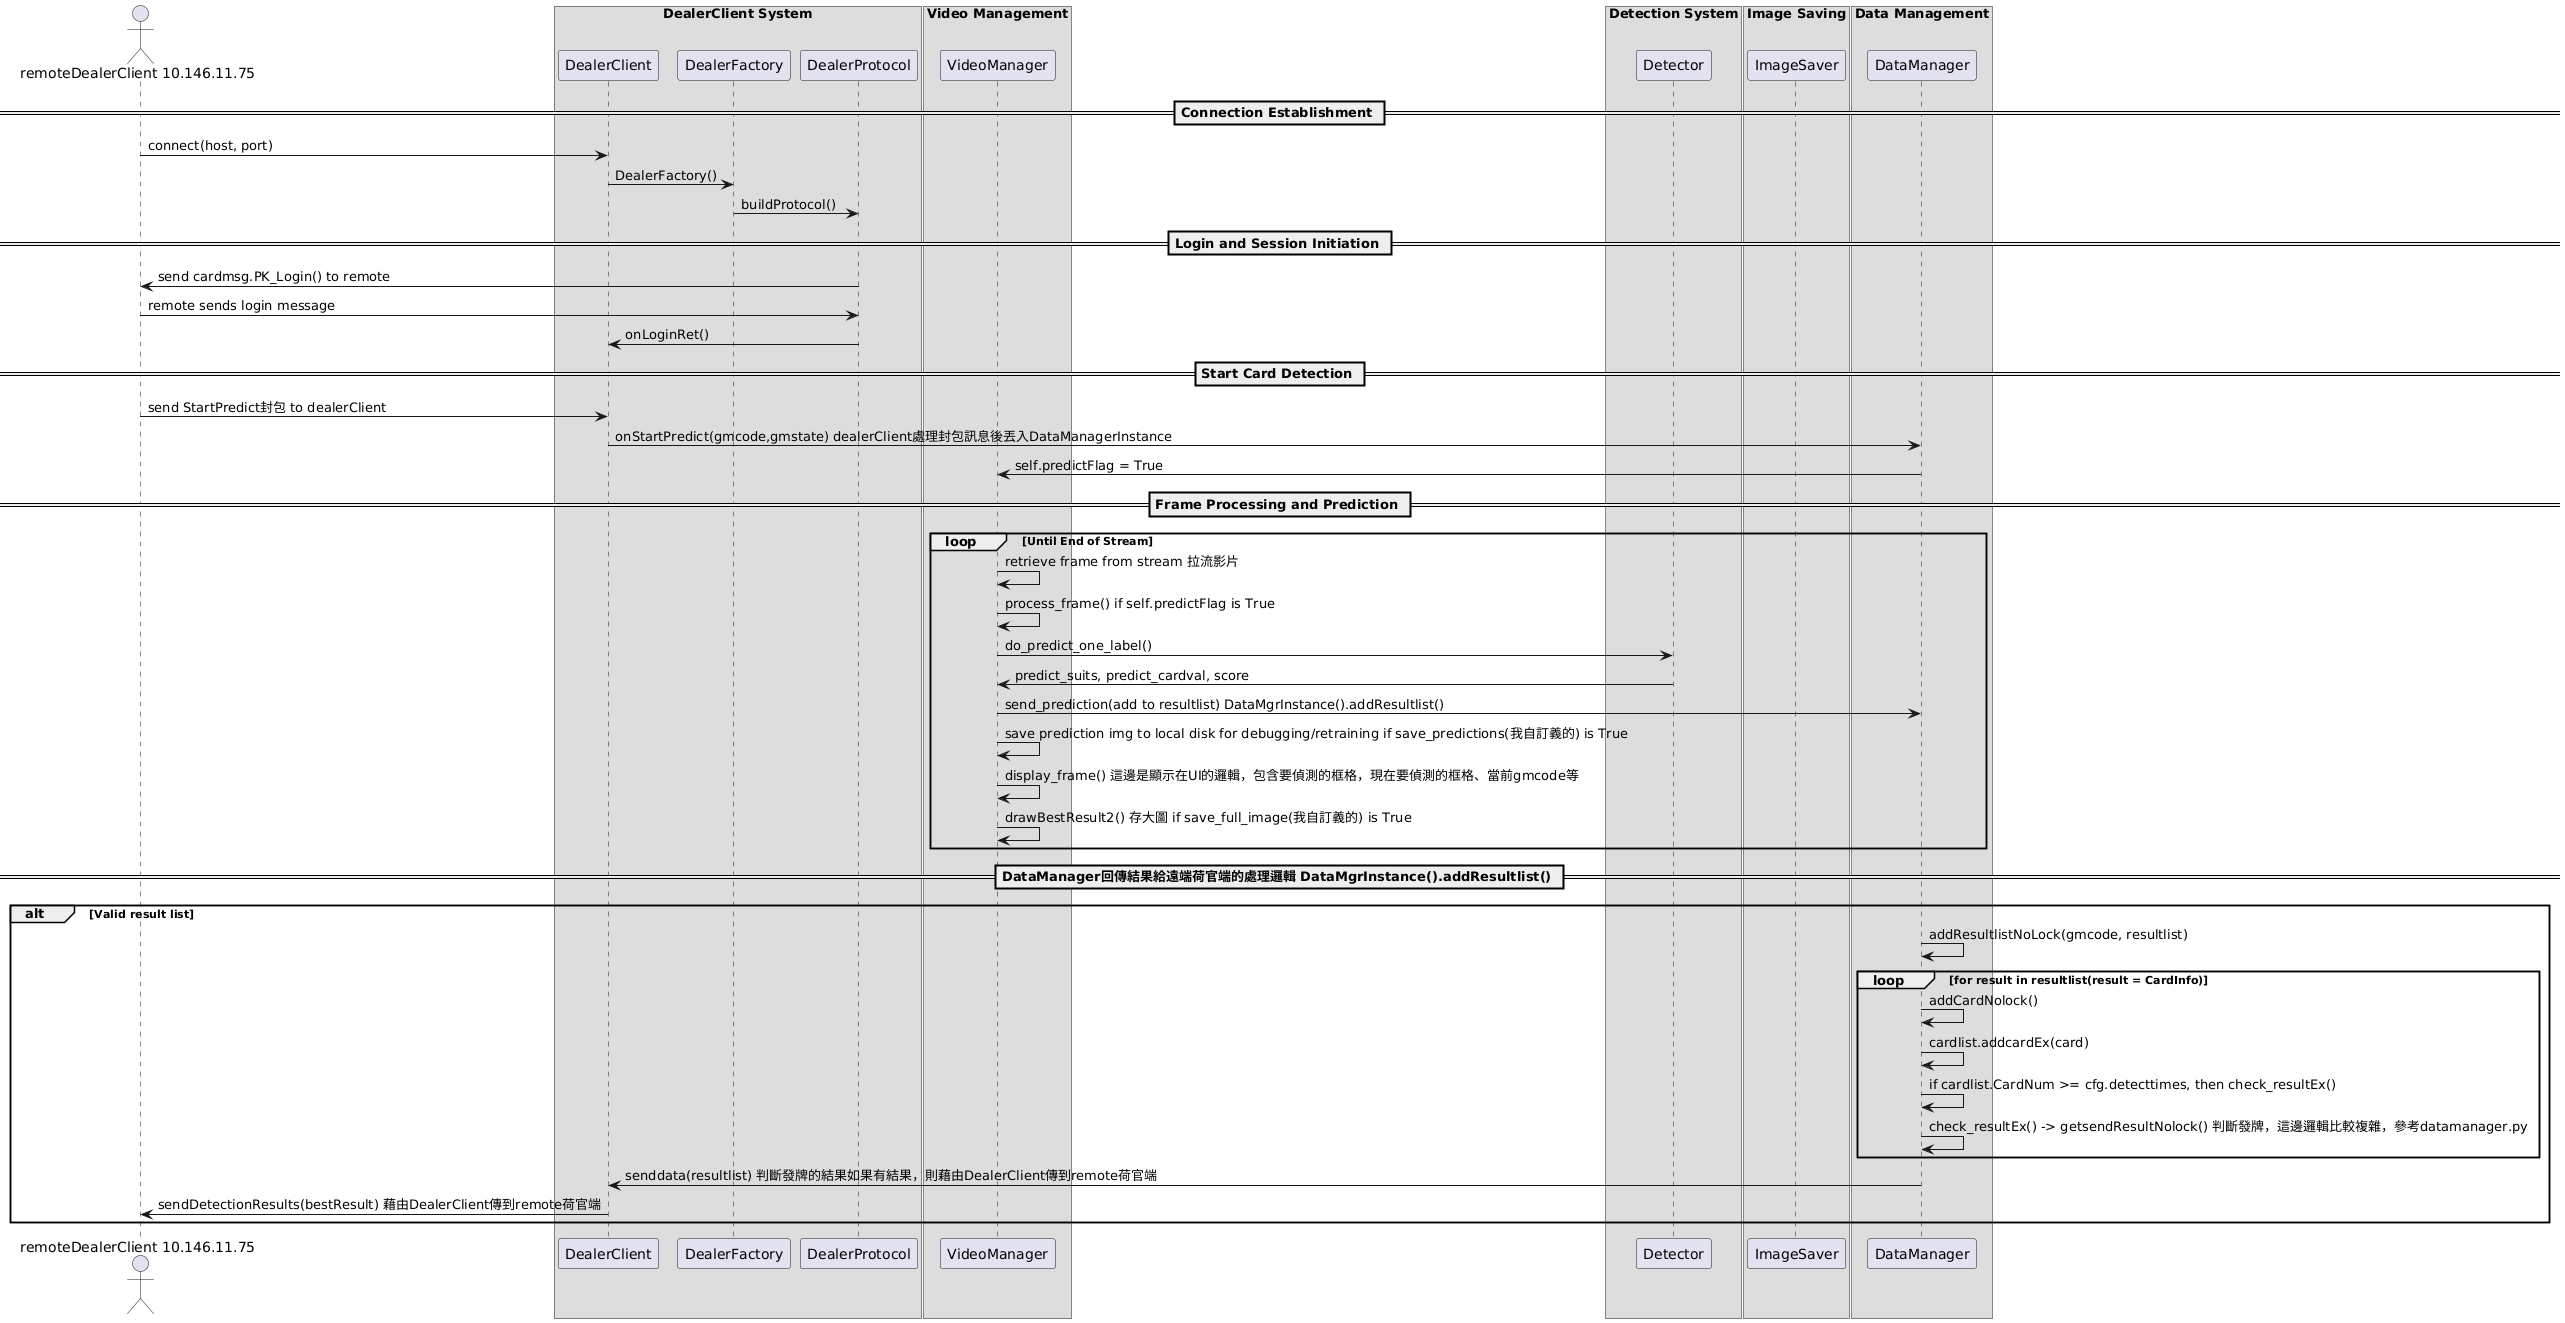 DealerClient System
Video Management
Detection System
Image Saving
Data Management
remoteDealerClient 10.146.11.75
DealerClient
DealerFactory
DealerProtocol
VideoManager
Detector
ImageSaver
DataManager
Connection Establishment
connect(host, port)
DealerFactory()
buildProtocol()
Login and Session Initiation
send cardmsg.PK_Login() to remote
remote sends login message
onLoginRet()
Start Card Detection
send StartPredict封包 to dealerClient
onStartPredict(gmcode,gmstate) dealerClient處理封包訊息後丟入DataManagerInstance
self.predictFlag = True
Frame Processing and Prediction
loop
[Until End of Stream]
retrieve frame from stream 拉流影片
process_frame() if self.predictFlag is True
do_predict_one_label()
predict_suits, predict_cardval, score
send_prediction(add to resultlist) DataMgrInstance().addResultlist()
save prediction img to local disk for debugging/retraining if save_predictions(我自訂義的) is True
display_frame() 這邊是顯示在UI的邏輯，包含要偵測的框格，現在要偵測的框格、當前gmcode等
drawBestResult2() 存大圖 if save_full_image(我自訂義的) is True
DataManager回傳結果給遠端荷官端的處理邏輯 DataMgrInstance().addResultlist()
alt
[Valid result list]
addResultlistNoLock(gmcode, resultlist)
loop
[for result in resultlist(result = CardInfo)]
addCardNolock()
cardlist.addcardEx(card)
if cardlist.CardNum >= cfg.detecttimes, then check_resultEx()
check_resultEx() -> getsendResultNolock() 判斷發牌，這邊邏輯比較複雜，參考datamanager.py
senddata(resultlist) 判斷發牌的結果如果有結果，則藉由DealerClient傳到remote荷官端
sendDetectionResults(bestResult) 藉由DealerClient傳到remote荷官端
remoteDealerClient 10.146.11.75
DealerClient
DealerFactory
DealerProtocol
VideoManager
Detector
ImageSaver
DataManager